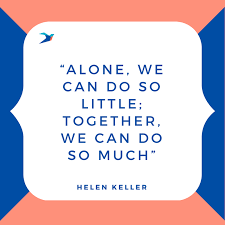 “ALONE, WE
CAN DO SO
LITTLE;
TOGETHER,
WE CAN DO
SO MUCH”
HELEN KELLER